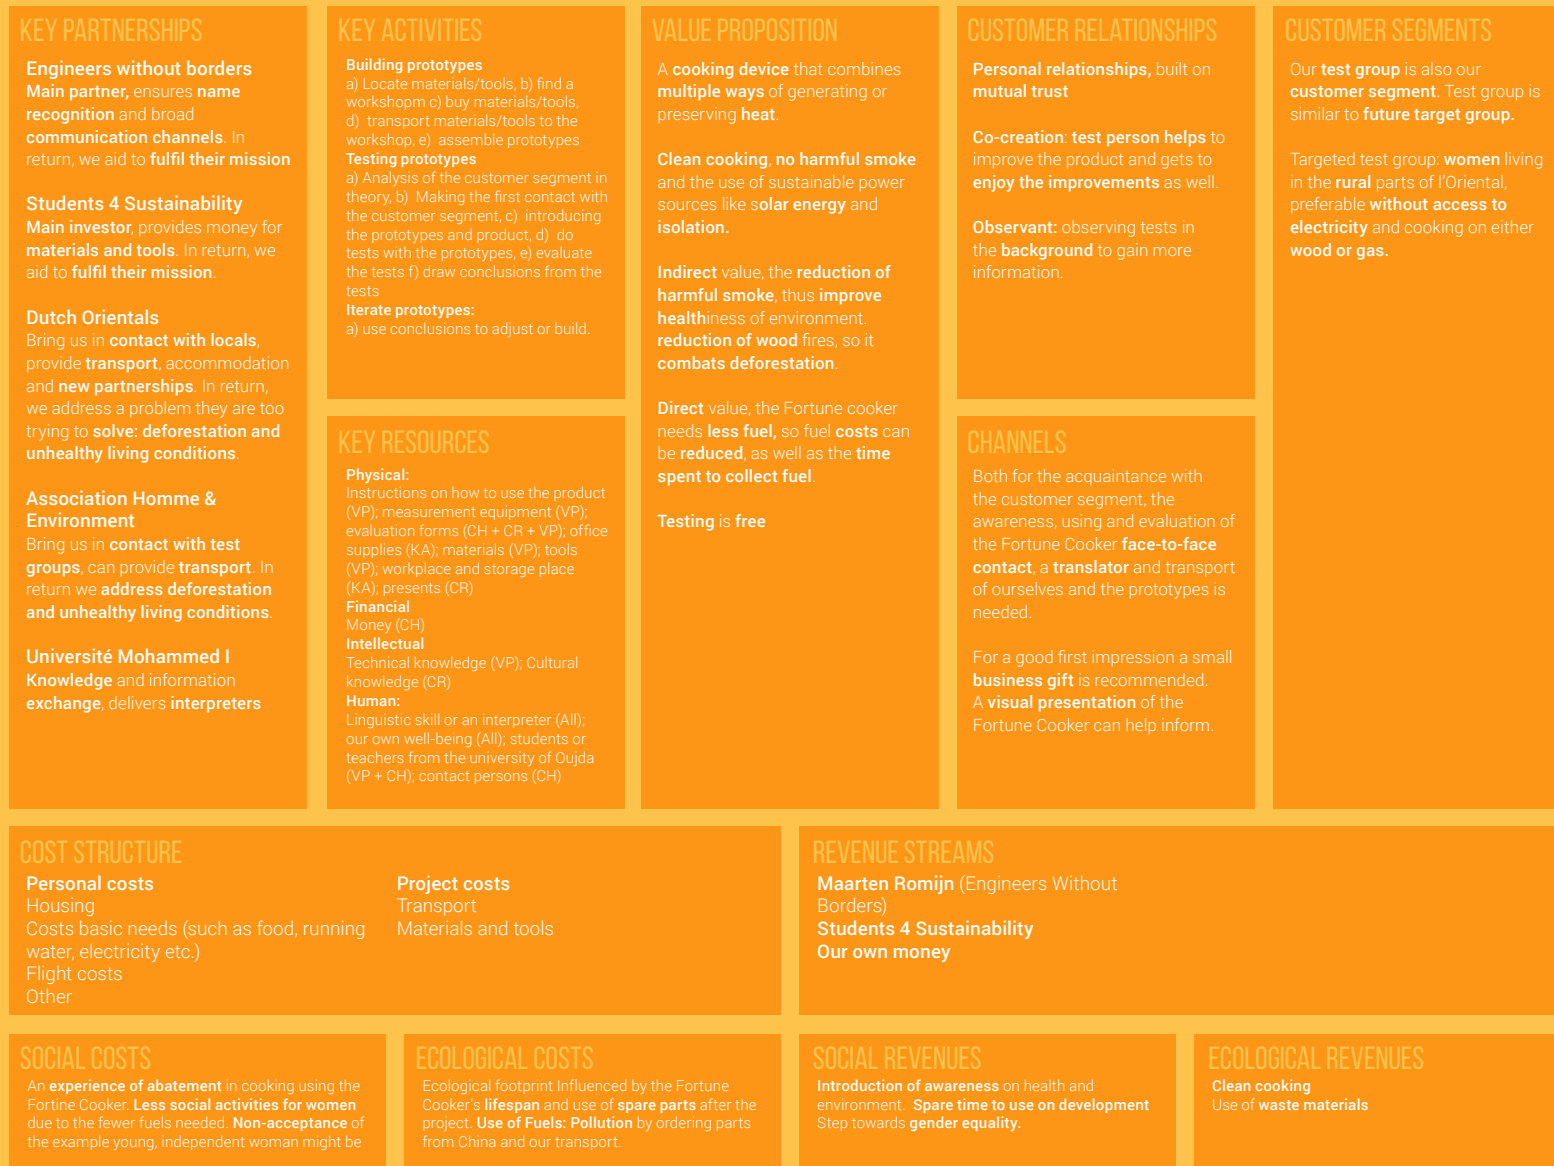 KEY PARTNERSHIPS
Engineers without borders
Main partner, ensures name
recognition and broad
communication channels. In
return, we aid to fulfil their mission
Students 4 Sustainability
Main investor, provides money for
materials and tools. In return, we
aid to fulfil their mission.
Dutch Orientals
Bring us in contact with locals,
provide transport, accommodation
and new partnerships. In return,
we address a problem they are too
trying to solve: deforestation and
unhealthy living conditions.
Association Homme &
Environment
Bring us in contact with test
groups, can provide transport. In
return we address deforestation
and unhealthy living conditions.
Université Mohammed I
Knowledge and information
exchange, delivers interpreters
KEY ACTIVITIES
Building prototypes
a) Locate materials/tools, b) find a
workshopm c) buy materials/tools,
d) transport materials/tools to the
workshop, e) assemble prototypes
Testing prototypes
a) Analysis of the customer segment in
theory, b) Making the first contact with
the customer segment, c) introducing
the prototypes and product, d) do
tests with the prototypes, e) evaluate
the tests f) draw conclusions from the
tests
Iterate prototypes:
a) use conclusions to adjust or build.
KEY RESOURCES
Physical:
Instructions on how to use the product
(VP); measurement equipment (VP);
evaluation forms (CH + CR + VP); office
supplies (KA); materials (VP); tools
(VP); workplace and storage place
(KA); presents (CR)
Financial
Money (CH)
Intellectual
Technical knowledge (VP); Cultural
knowledge (CR)
Human:
Linguistic skill or an interpreter (All);
our own well-being (All); students or
teachers from the university of Oujda
(VP + CH); contact persons (CH)
VALUE PROPOSITION
A cooking device that combines
multiple ways of generating or
preserving heat.
Clean cooking, no harmful smoke
and the use of sustainable power
sources like solar energy and
isolation.
Indirect value, the reduction of
harmful smoke, thus improve
healthiness of environment.
reduction of wood fires, so it
combats deforestation.
Direct value, the Fortune cooker
needs less fuel, so fuel costs can
be reduced, as well as the time
spent to collect fuel.
Testing is free
CUSTOMER RELATIONSHIPS
Personal relationships, built on
mutual trust
Co-creation: test person helps to
improve the product and gets to
enjoy the improvements as well.
Observant: observing tests in
the background to gain more
information.
CHANNELS
Both for the acquaintance with
the customer segment, the
awareness, using and evaluation of
the Fortune Cooker face-to-face
contact, a translator and transport
of ourselves and the prototypes is
needed.
For a good first impression a small
business gift is recommended.
A visual presentation of the
Fortune Cooker can help inform.
CUSTOMER SEGMENTS
Our test group is also our
customer segment. Test group is
similar to future target group.
Targeted test group: women living
in the rural parts of l'Oriental,
preferable without access to
electricity and cooking on either
wood or gas.
COST STRUCTURE
Personal costs
Housing
Costs basic needs (such as food, running
water, electricity etc.)
Flight costs
Other
Project costs
Transport
Materials and tools
REVENUE STREAMS
Maarten Romijn (Engineers Without
Borders)
Students 4 Sustainability
Our own money
SOCIAL COSTS
An experience of abatement in cooking using the
Fortine Cooker. Less social activities for women
due to the fewer fuels needed. Non-acceptance of
the example young, independent woman might be
ECOLOGICAL COSTS
Ecological footprint Influenced by the Fortune
Cooker's lifespan and use of spare parts after the
project. Use of Fuels: Pollution by ordering parts
from China and our transport.
SOCIAL REVENUES
Introduction of awareness on health and
environment. Spare time to use on development
Step towards gender equality.
ECOLOGICAL REVENUES
Clean cooking
Use of waste materials